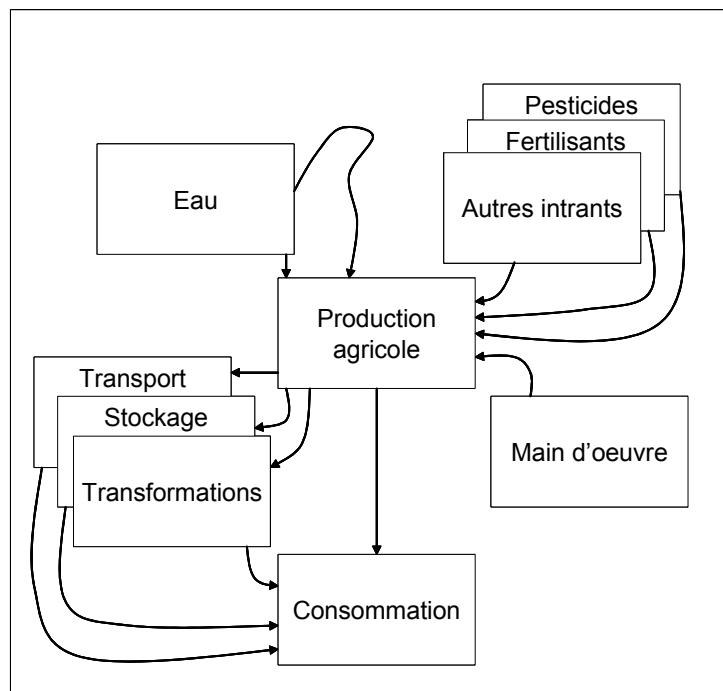 Pesticides
Fertilisants
Autres intrants
Eau
Production
agricole
Transport
Stockage
Transformations
Main d'oeuvre
Consommation